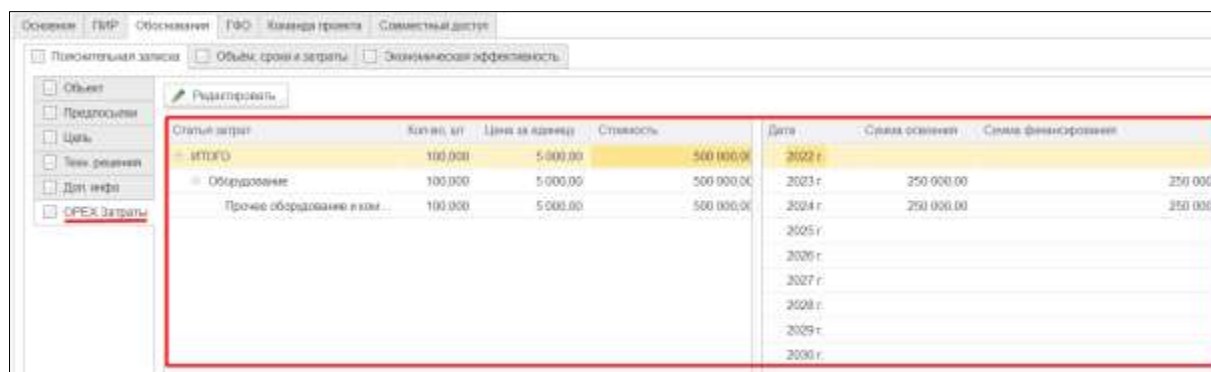 Основное ПИР Обоснования ГФО Команда проекта Совместный доступ
Пояснительная записка Объём, сроки и затраты Экономическая эффективность
Объект
Предпосылки
Цель
Техн. решения
Доп. инфо
OPEX Затраты
Редактировать
Статья затрат Кол-во, шт Цена за единицу Стоимость Дата Сумма освоения Сумма финансирования
ИТОГО 100,000 5 000,00 500 000,00 2022 г.
Оборудование 100,000 5 000,00 500 000,00 2023 г. 250 000,00 250 000
Прочее оборудование и ком... 100,000 5 000,00 500 000,00 2024 г. 250 000,00 250 000
2025 г.
2026 г.
2027 г.
2028 г.
2029 г.
2030 г.